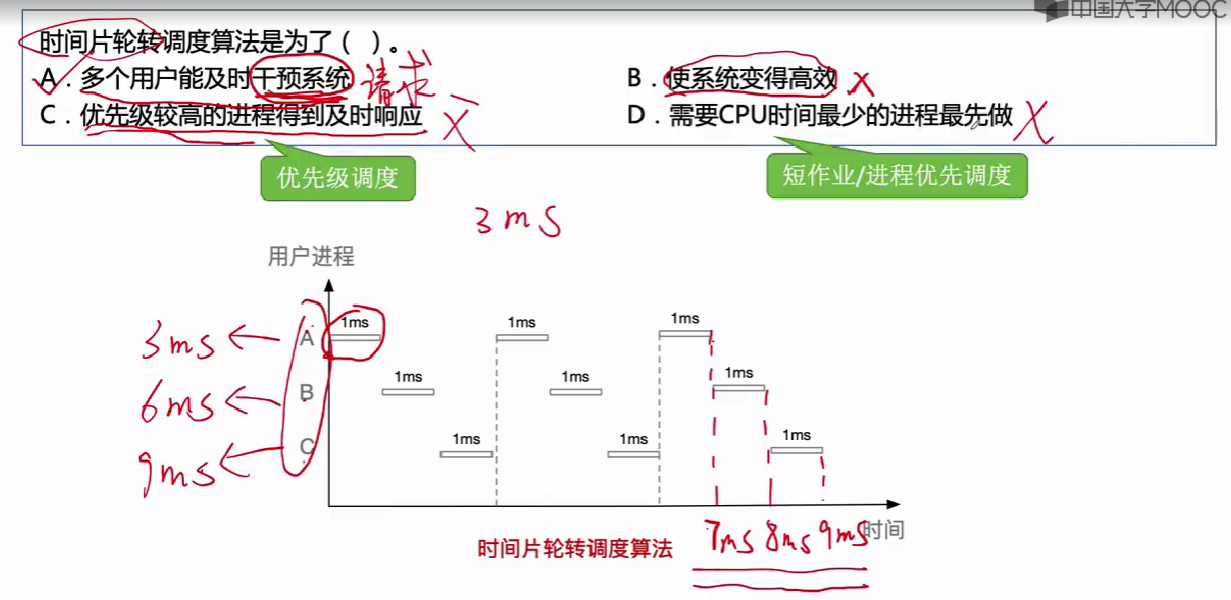 中国大学MOOC
时间片轮转调度算法是为了（ ）。
A．多个用户能及时干预系统 请求
B．使系统变得高效 X
C．优先级较高的进程得到及时响应 X
D．需要CPU时间最少的进程最先做 X
优先级调度
短作业/进程优先调度
3ms
用户进程
1ms 1ms 1ms
3ms A
1ms 1ms 1ms
6ms B
1ms 1ms 1ms
9ms C
7ms 8ms 9ms 时间
时间片轮转调度算法